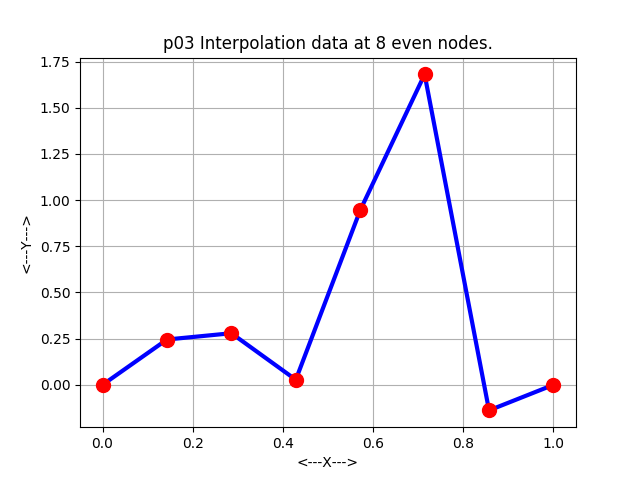 p03 Interpolation data at 8 even nodes.
1.75
1.50
1.25
1.00
0.75
0.50
0.25
0.00
<---Y--->
0.0 0.2 0.4 0.6 0.8 1.0
<---X--->